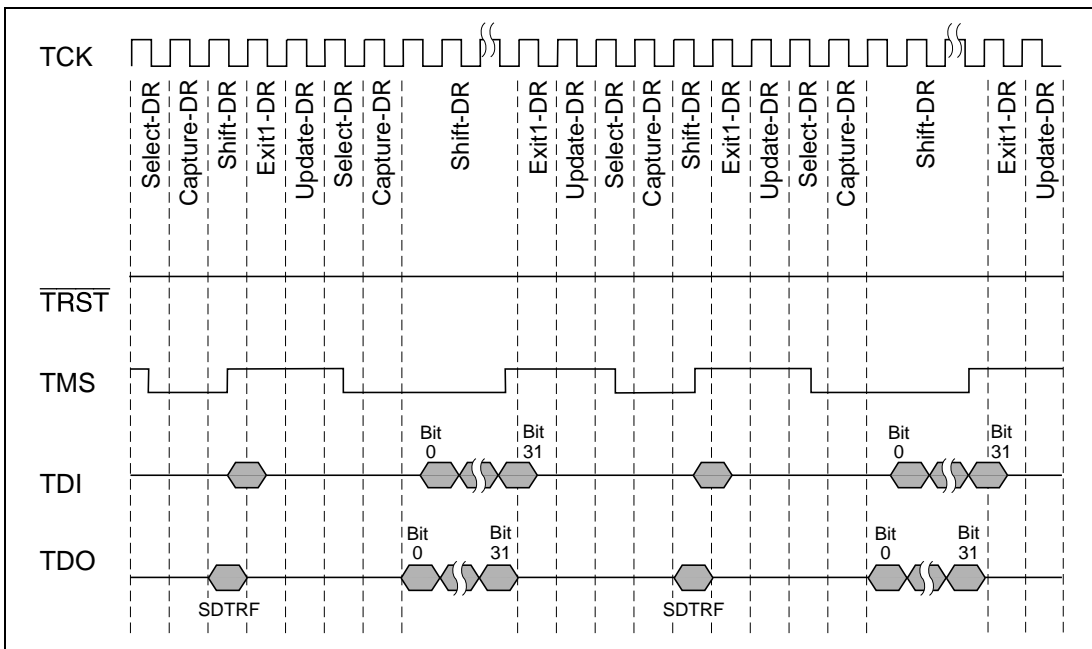 TCK
Select-DR
Capture-DR
Shift-DR
Exit1-DR
Update-DR
Select-DR
Capture-DR
Shift-DR
Exit1-DR
Update-DR
Select-DR
Capture-DR
Shift-DR
Exit1-DR
Update-DR
Select-DR
Capture-DR
Shift-DR
Exit1-DR
Update-DR
TRST
TMS
TDI
Bit
0
Bit
31
Bit
0
Bit
31
TDO
SDTRF
Bit
0
Bit
31
SDTRF
Bit
0
Bit
31